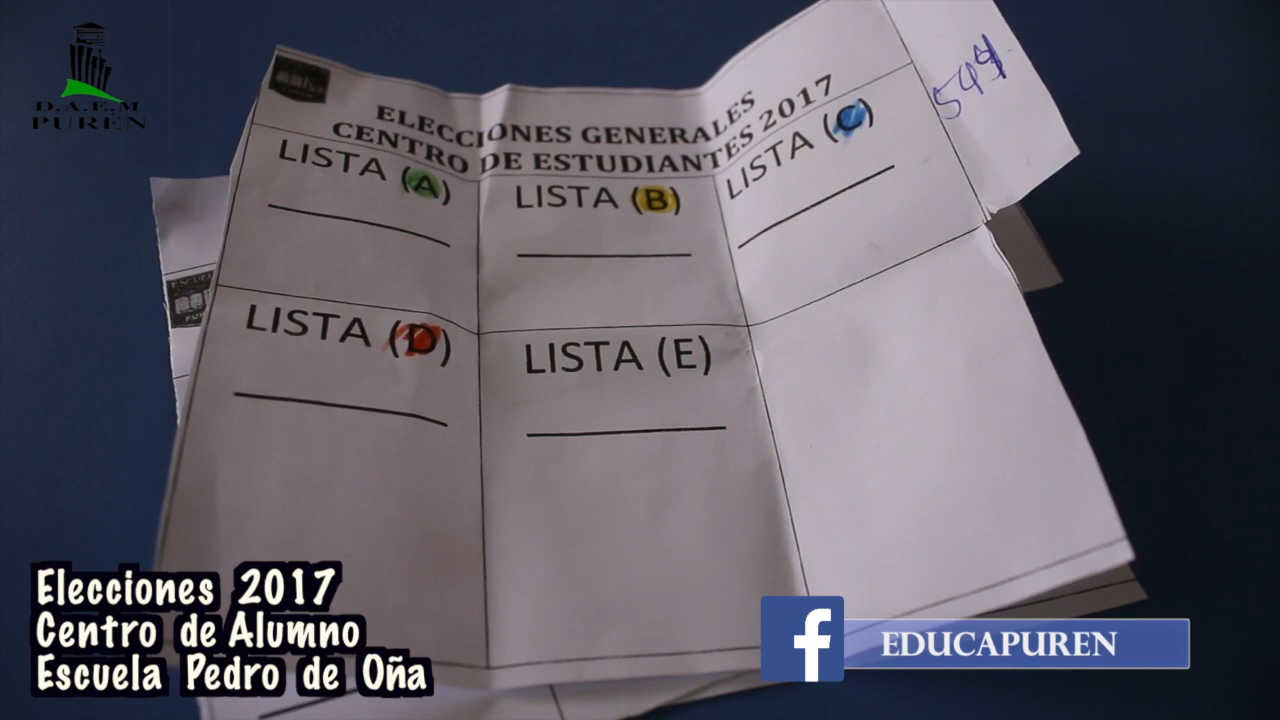 D.A.E.M
PURÉN
ELECCIONES GENERALES
CENTRO DE ESTUDIANTES 2017
LISTA (A)
LISTA (B)
LISTA (C)
LISTA (D)
LISTA (E)
Elecciones 2017
Centro de Alumno
Escuela Pedro de Oña
f
EDUCAPUREN